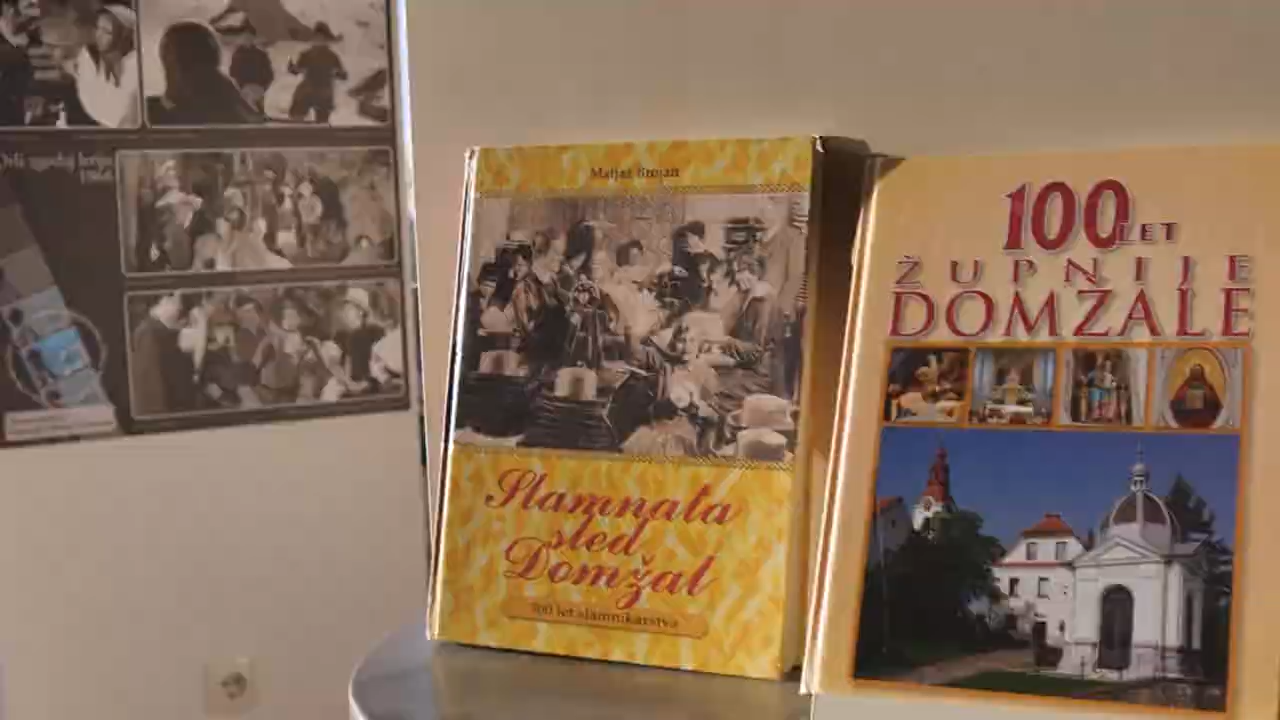 Matjaž Brojan
Slamnata
sled
Domžal
300 let slamnikarstva
100 LET
ŽUPNIJE
DOMŽALE